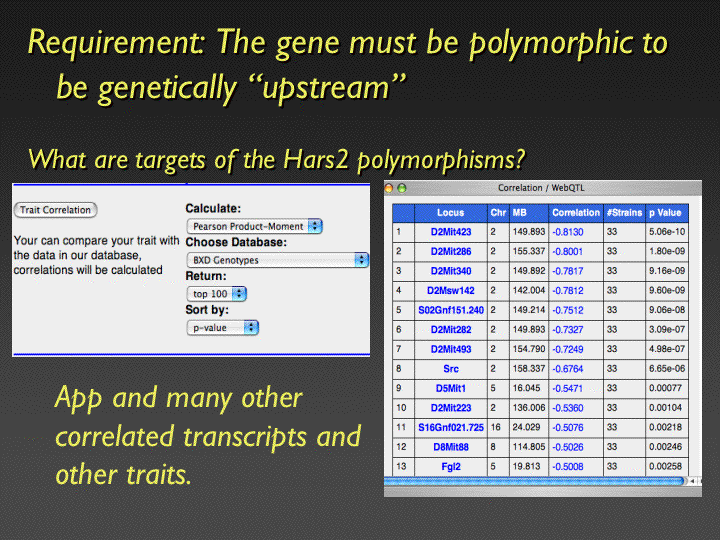 Requirement: The gene must be polymorphic to
be genetically “upstream”
What are targets of the Hars2 polymorphisms?
Trait Correlation
Your can compare your trait with
the data in our database,
correlations will be calculated
Calculate:
Pearson Product-Moment
Choose Database:
BXD Genotypes
Return:
top 100
Sort by:
p-value
App and many other
correlated transcripts and
other traits.
Correlation / WebQTL
Locus Chr MB Correlation #Strains p Value
1 D2Mit423 2 149.893 -0.8130 33 5.06e-10
2 D2Mit286 2 155.337 -0.8001 33 1.80e-09
3 D2Mit340 2 149.892 -0.7817 33 9.16e-09
4 D2Msw142 2 142.004 -0.7812 33 9.60e-09
5 S02Gnf151.240 2 149.214 -0.7512 33 9.06e-08
6 D2Mit282 2 149.893 -0.7327 33 3.09e-07
7 D2Mit493 2 154.790 -0.7249 33 4.98e-07
8 Src 2 158.337 -0.6764 33 6.65e-06
9 D5Mit1 5 16.045 -0.5471 33 0.00077
10 D2Mit223 2 136.006 -0.5360 33 0.00104
11 S16Gnf021.725 16 24.029 -0.5076 33 0.00218
12 D8Mit88 8 114.805 -0.5026 33 0.00246
13 Fgl2 5 19.813 -0.5008 33 0.00258